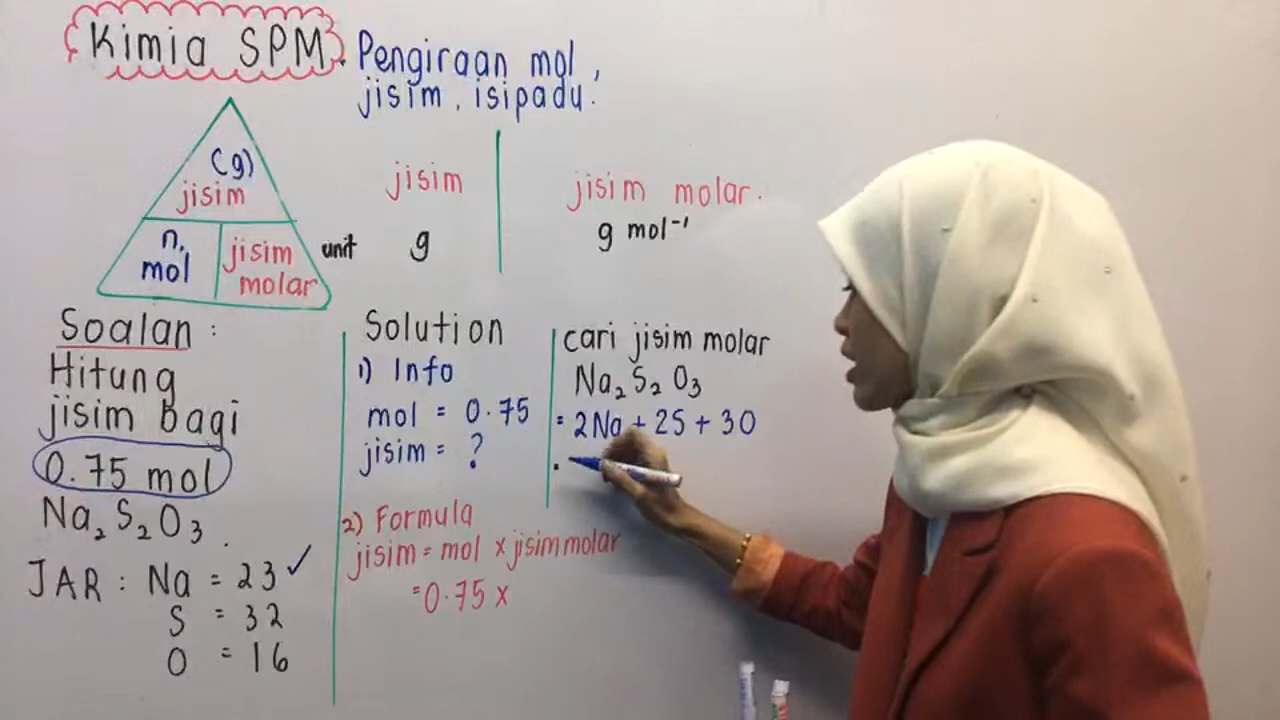 Kimia SPM.
Pengiraan mol,
jisim, isipadu.
(g)
jisim
n,
mol
jisim
molar
jisim
jisim molar.
unit
g
g mol⁻¹
Soalan :
Hitung
jisim bagi
0.75 mol
Na₂S₂O₃.
JAR : Na = 23 ✓
S = 32
O = 16
Solution
1) Info
mol = 0.75
jisim = ?
2) Formula
jisim = mol x jisim molar
= 0.75 x
cari jisim molar
Na₂S₂O₃
= 2Na + 2S + 3O